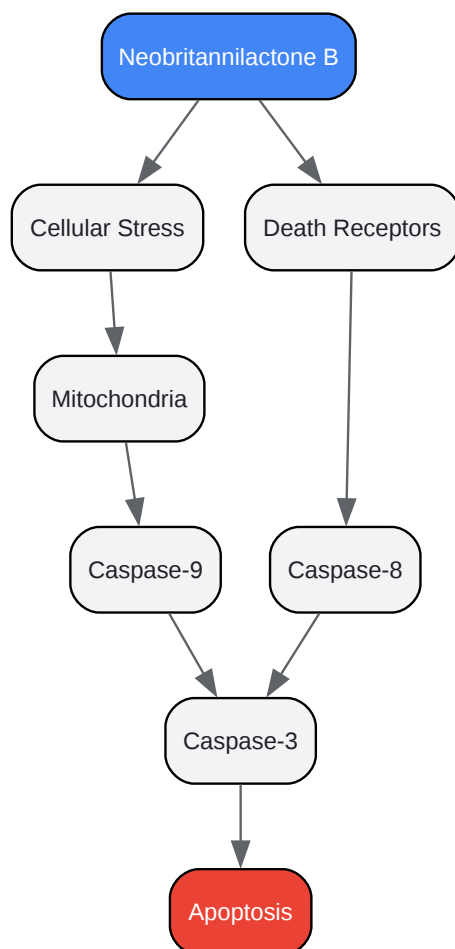 Neobritannilactone B
Cellular Stress
Death Receptors
Mitochondria
Caspase-9
Caspase-8
Caspase-3
Apoptosis